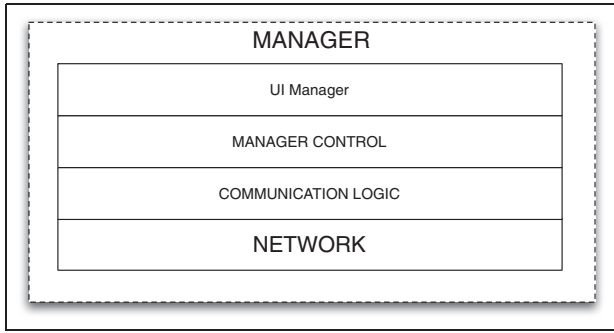 MANAGER
UI Manager
MANAGER CONTROL
COMMUNICATION LOGIC
NETWORK